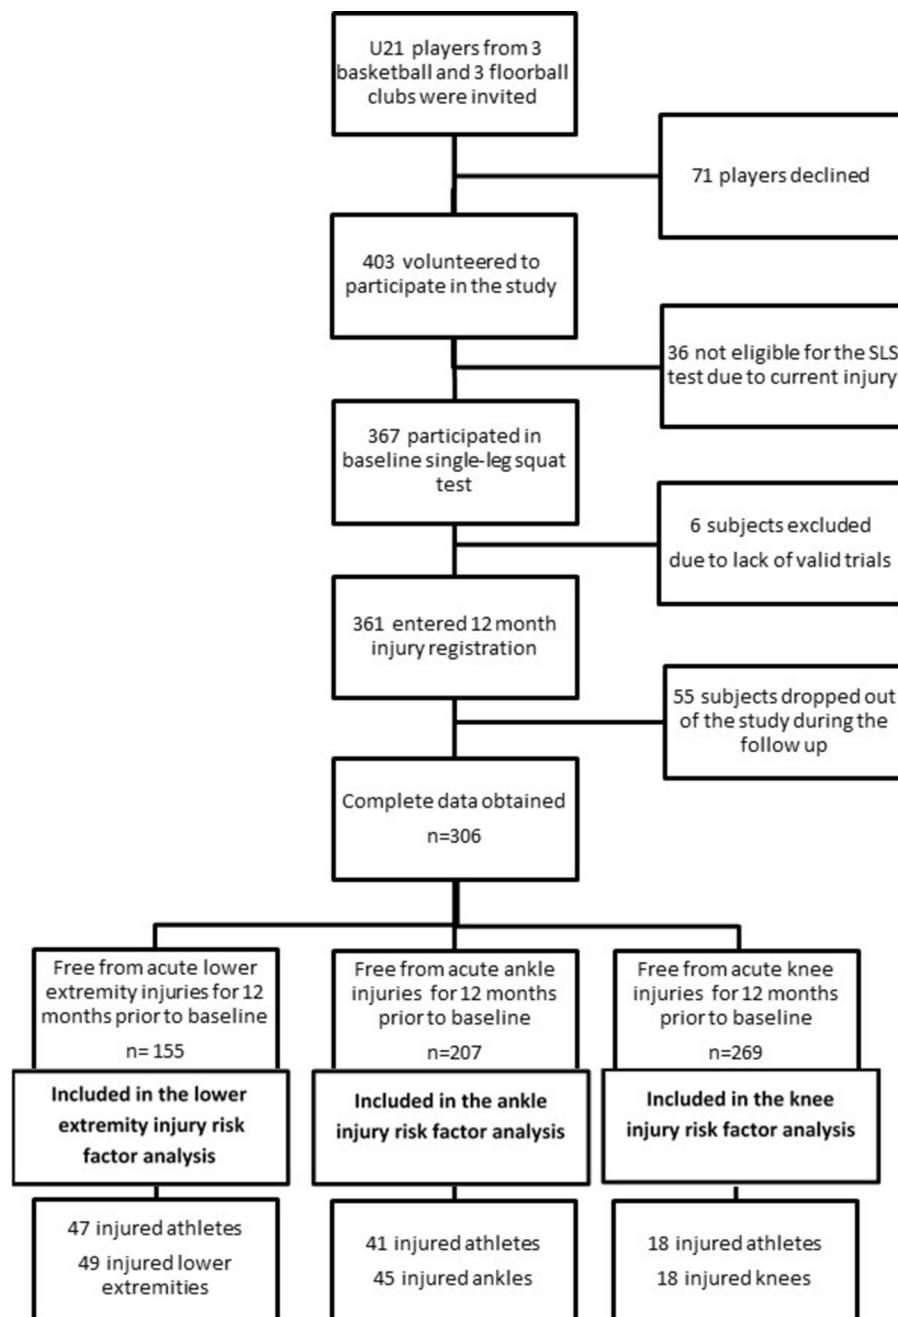 U21 players from 3
basketball and 3 floorball
clubs were invited
71 players declined
403 volunteered to
participate in the study
36 not eligible for the SLS
test due to current injury
367 participated in
baseline single-leg squat
test
6 subjects excluded
due to lack of valid trials
361 entered 12 month
injury registration
55 subjects dropped out
of the study during the
follow up
Complete data obtained
n=306
Free from acute lower
extremity injuries for 12
months prior to baseline
n= 155
Free from acute ankle
injuries for 12 months
prior to baseline
n=207
Free from acute knee
injuries for 12 months
prior to baseline
n=269
Included in the lower
extremity injury risk
factor analysis
Included in the ankle
injury risk factor analysis
Included in the knee
injury risk factor analysis
47 injured athletes
49 injured lower
extremities
41 injured athletes
45 injured ankles
18 injured athletes
18 injured knees